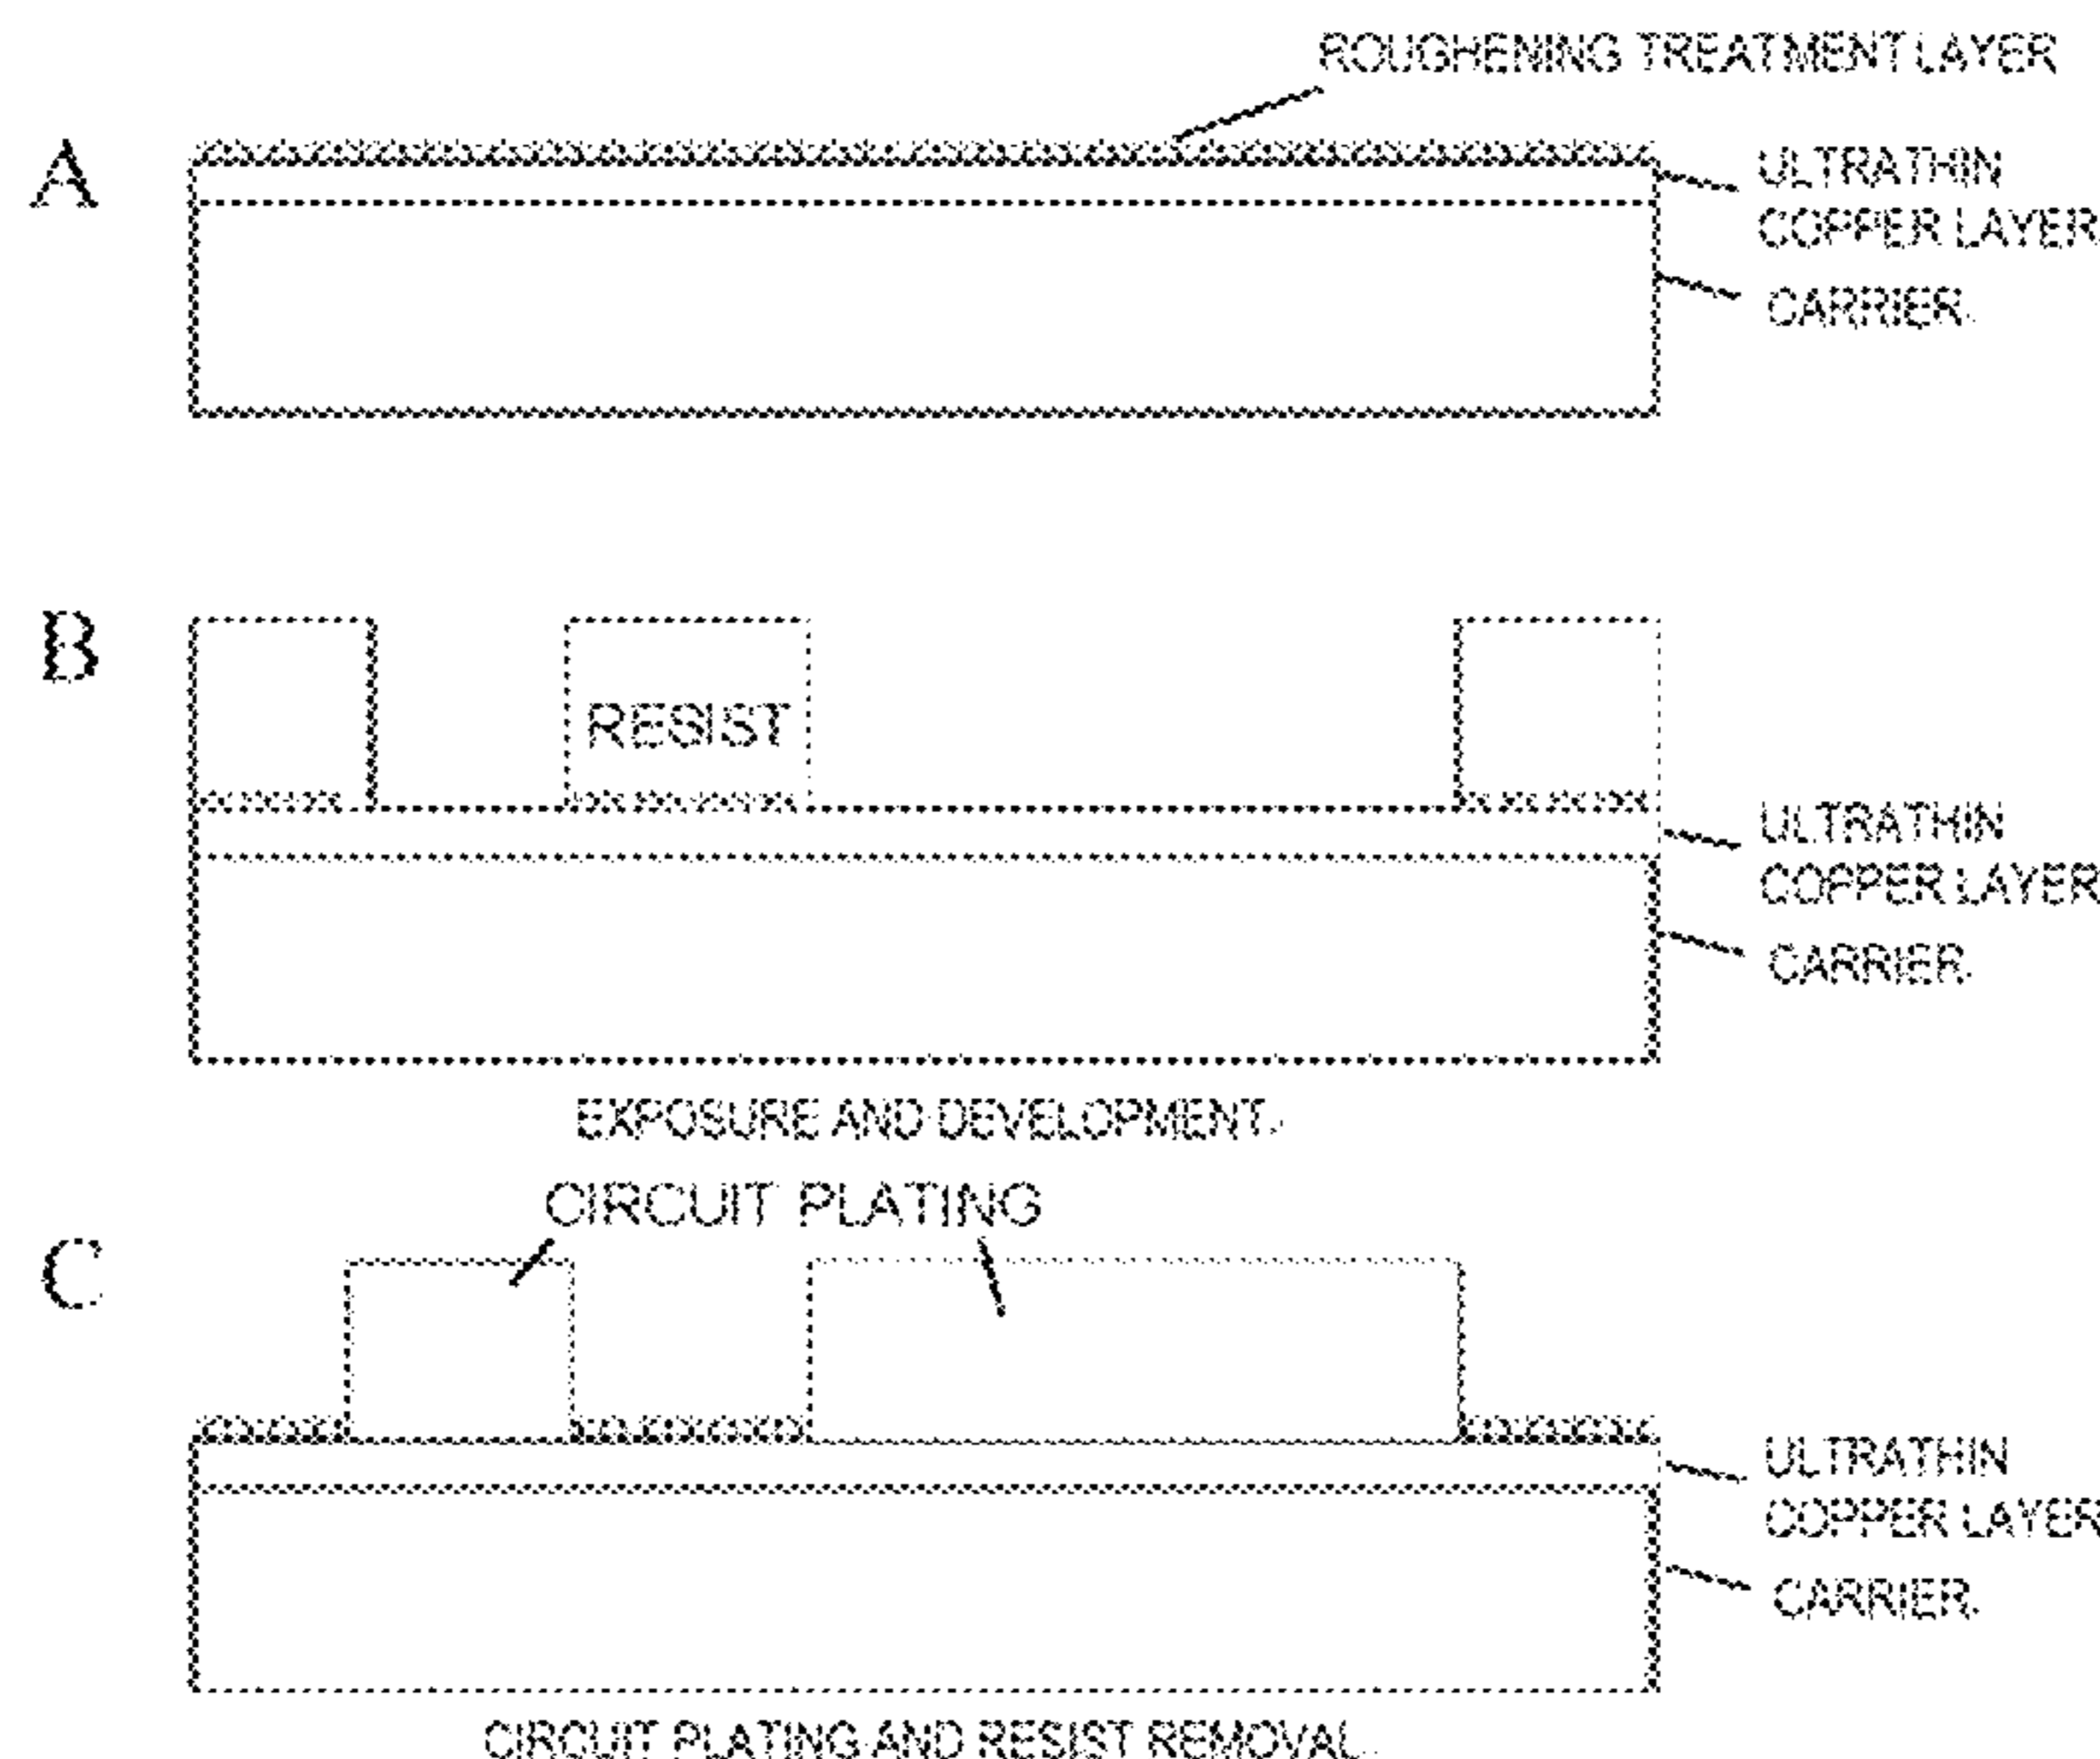 ROUGHENING TREATMENT LAYER
A
ULTRATHIN
COPPER LAYER
CARRIER
B
RESIST
ULTRATHIN
COPPER LAYER
CARRIER
EXPOSURE AND DEVELOPMENT
CIRCUIT PLATING
C
ULTRATHIN
COPPER LAYER
CARRIER
CIRCUIT PLATING AND RESIST REMOVAL